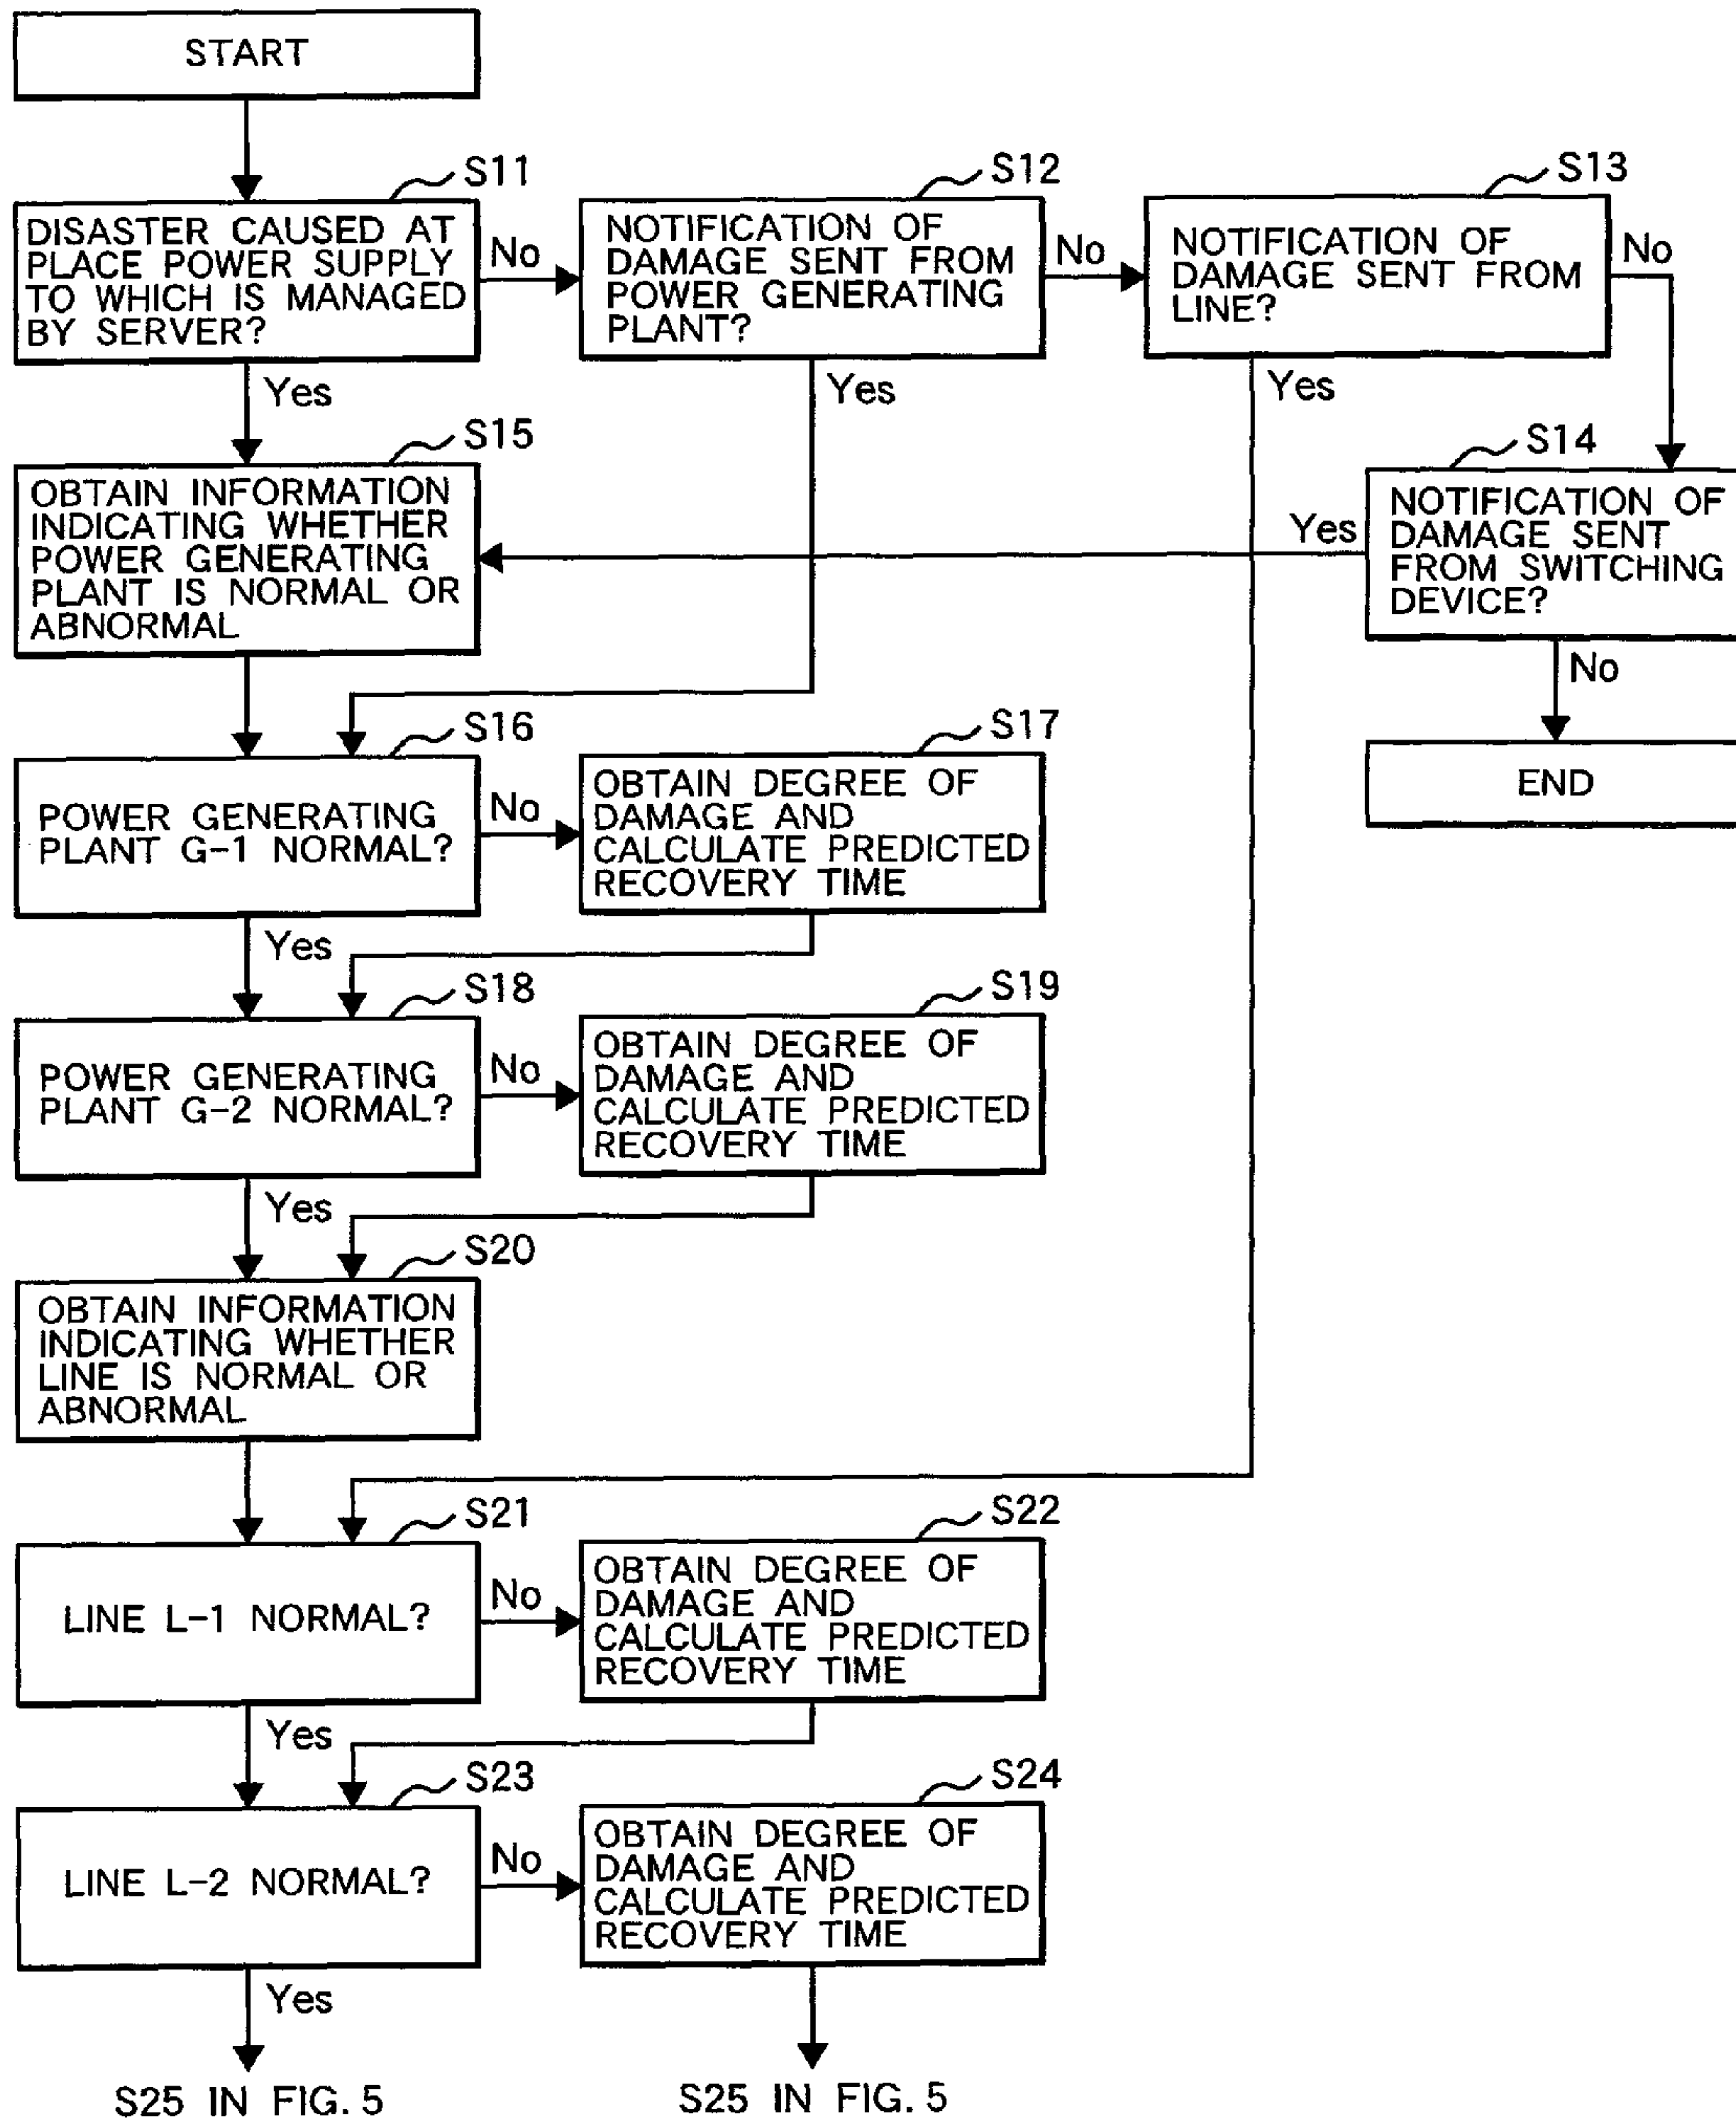 START
S11
DISASTER CAUSED AT
PLACE POWER SUPPLY
TO WHICH IS MANAGED
BY SERVER?
No
Yes
S12
NOTIFICATION OF
DAMAGE SENT FROM
POWER GENERATING
PLANT?
No
Yes
S13
NOTIFICATION OF
DAMAGE SENT FROM
LINE?
No
Yes
S14
NOTIFICATION OF
DAMAGE SENT
FROM SWITCHING
DEVICE?
Yes
No
END
S15
OBTAIN INFORMATION
INDICATING WHETHER
POWER GENERATING
PLANT IS NORMAL OR
ABNORMAL
S16
POWER GENERATING
PLANT G-1 NORMAL?
No
Yes
S17
OBTAIN DEGREE OF
DAMAGE AND
CALCULATE PREDICTED
RECOVERY TIME
S18
POWER GENERATING
PLANT G-2 NORMAL?
No
Yes
S19
OBTAIN DEGREE OF
DAMAGE AND
CALCULATE PREDICTED
RECOVERY TIME
S20
OBTAIN INFORMATION
INDICATING WHETHER
LINE IS NORMAL OR
ABNORMAL
S21
LINE L-1 NORMAL?
No
Yes
S22
OBTAIN DEGREE OF
DAMAGE AND
CALCULATE PREDICTED
RECOVERY TIME
S23
LINE L-2 NORMAL?
No
Yes
S24
OBTAIN DEGREE OF
DAMAGE AND
CALCULATE PREDICTED
RECOVERY TIME
S25 IN FIG. 5
S25 IN FIG. 5